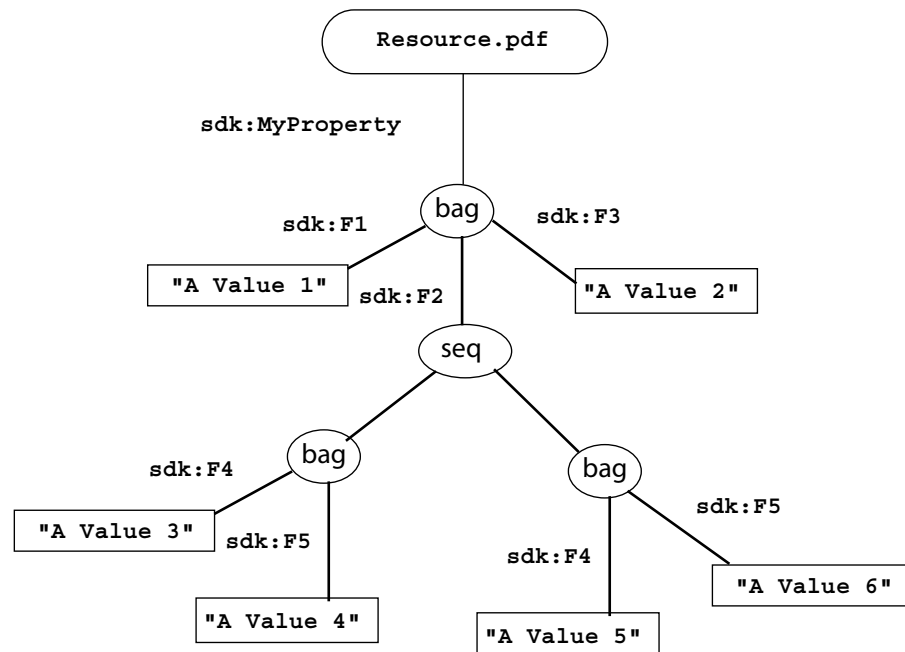 Resource.pdf
sdk:MyProperty
bag
sdk:F1
sdk:F3
"A Value 1"
sdk:F2
"A Value 2"
seq
bag
bag
sdk:F4
"A Value 3"
sdk:F5
sdk:F4
sdk:F5
"A Value 4"
"A Value 5"
"A Value 6"